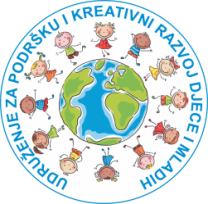 UDRUŽENJE ZA PODRŠKU I KREATIVNI RAZVOJ DJECE I MLADIH